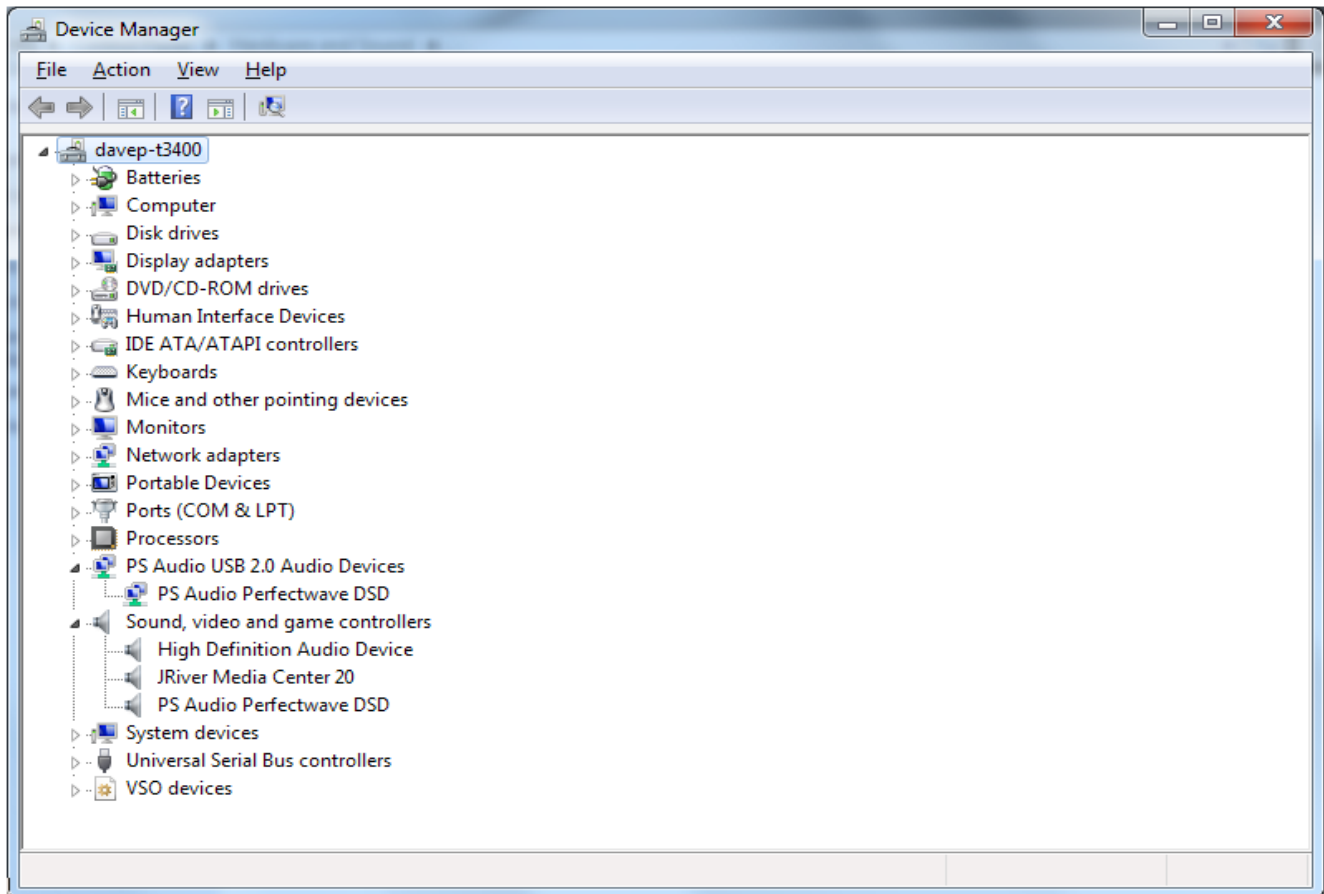 Device Manager
File Action View Help
davep-t3400
Batteries
Computer
Disk drives
Display adapters
DVD/CD-ROM drives
Human Interface Devices
IDE ATA/ATAPI controllers
Keyboards
Mice and other pointing devices
Monitors
Network adapters
Portable Devices
Ports (COM & LPT)
Processors
PS Audio USB 2.0 Audio Devices
PS Audio Perfectwave DSD
Sound, video and game controllers
High Definition Audio Device
JRiver Media Center 20
PS Audio Perfectwave DSD
System devices
Universal Serial Bus controllers
VSO devices